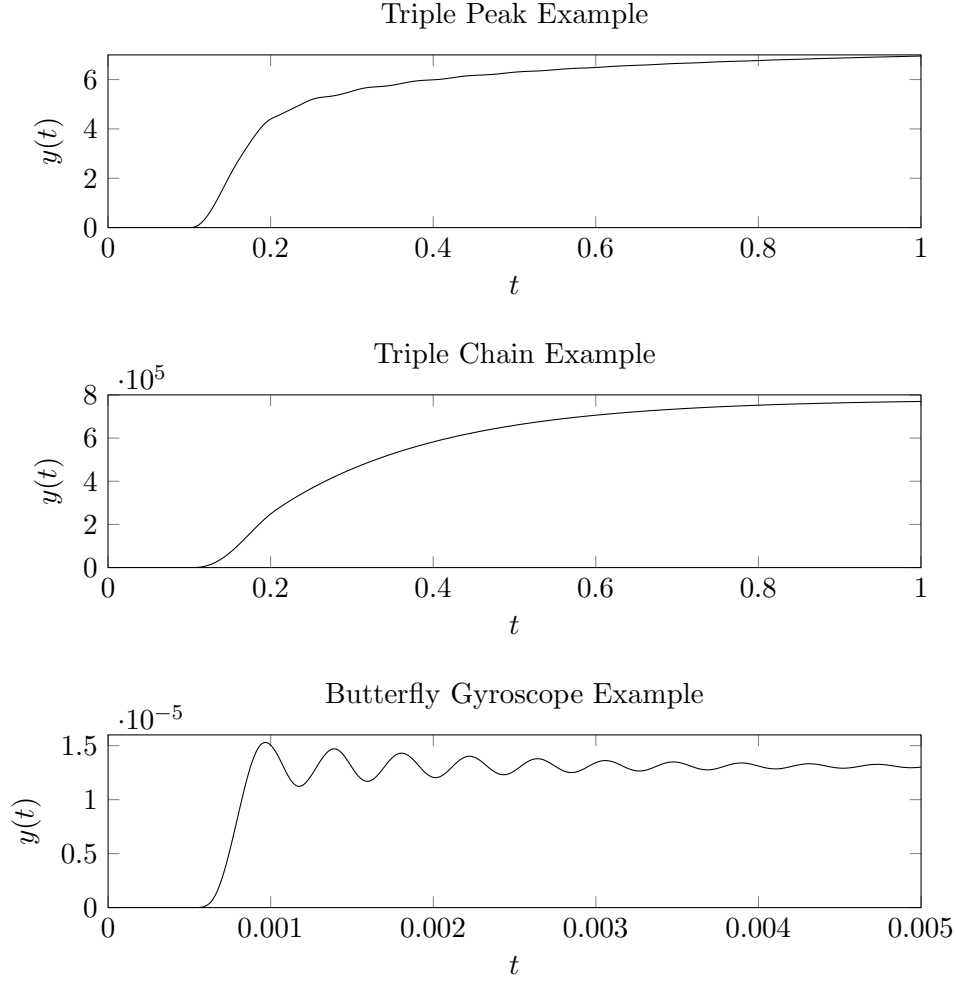 Triple Peak Example
6
4
2
0
y(t)
0 0.2 0.4 0.6 0.8 1
t
Triple Chain Example
·10⁵
8
6
4
2
0
y(t)
0 0.2 0.4 0.6 0.8 1
t
Butterfly Gyroscope Example
·10⁻⁵
1.5
1
0.5
0
y(t)
0 0.001 0.002 0.003 0.004 0.005
t